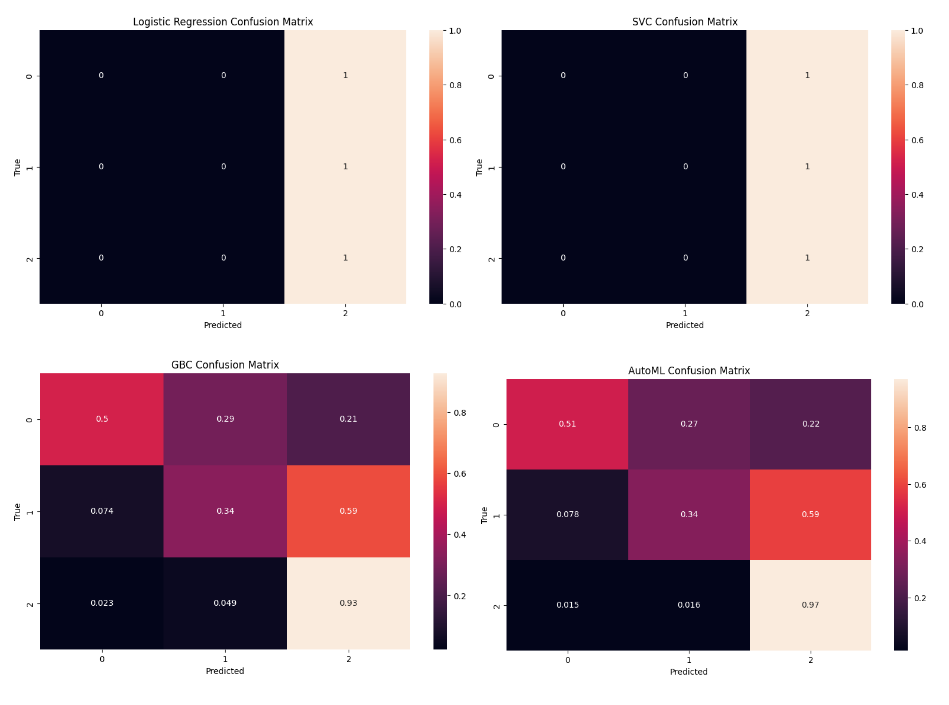 Logistic Regression Confusion Matrix
0 0 0 1
True
1 0 0 1
2 0 0 1
0 1 2
Predicted
1.0
0.8
0.6
0.4
0.2
0.0
SVC Confusion Matrix
0 0 0 1
True
1 0 0 1
2 0 0 1
0 1 2
Predicted
1.0
0.8
0.6
0.4
0.2
0.0
GBC Confusion Matrix
0 0.5 0.29 0.21
True
1 0.074 0.34 0.59
2 0.023 0.049 0.93
0 1 2
Predicted
0.8
0.6
0.4
0.2
AutoML Confusion Matrix
0 0.51 0.27 0.22
True
1 0.078 0.34 0.59
2 0.015 0.016 0.97
0 1 2
Predicted
0.8
0.6
0.4
0.2